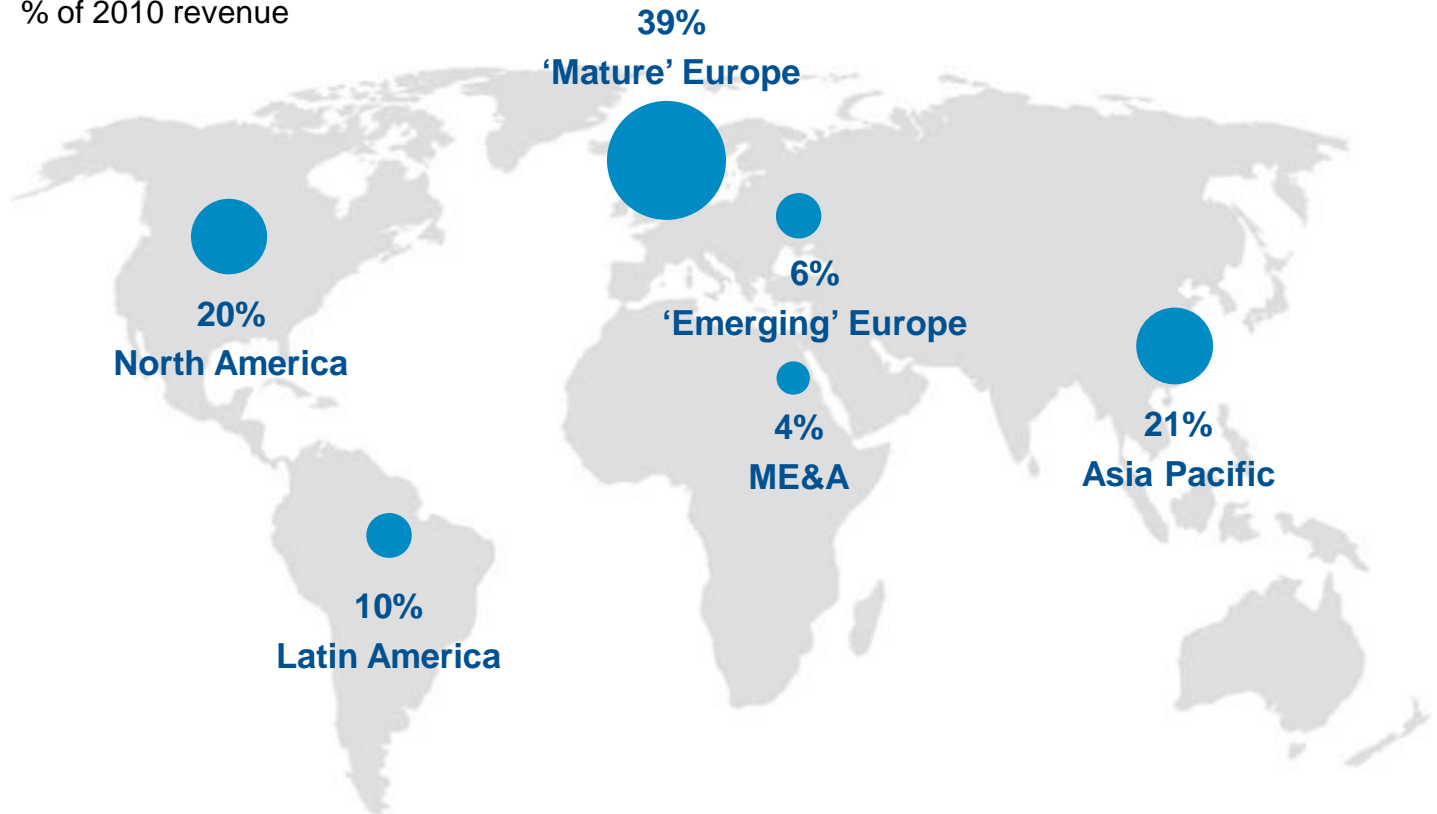 % of 2010 revenue
39%
‘Mature’ Europe
6%
‘Emerging’ Europe
20%
North America
4%
ME&A
21%
Asia Pacific
10%
Latin America